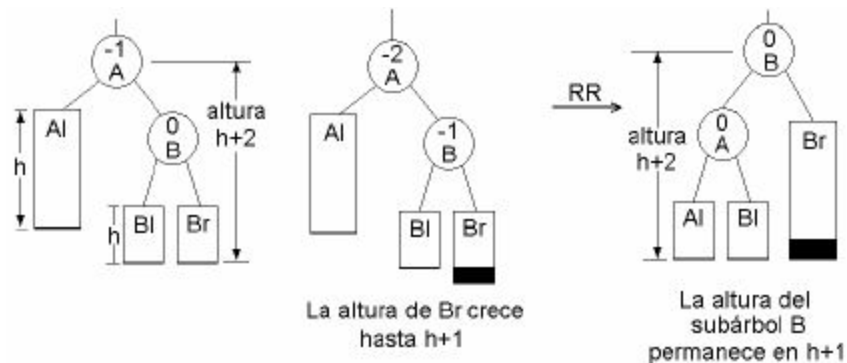 -1
A
Al
h
0
B
altura
h+2
h
Bl
Br
-2
A
Al
-1
B
Bl
Br
La altura de Br crece
hasta h+1
RR
0
B
altura
h+2
0
A
Br
Al
Bl
La altura del
subárbol B
permanece en h+1